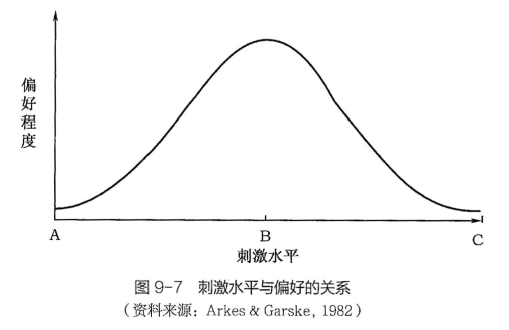 偏好程度
A
B
C
刺激水平
图 9-7 刺激水平与偏好的关系
(资料来源：Arkes & Garske, 1982)